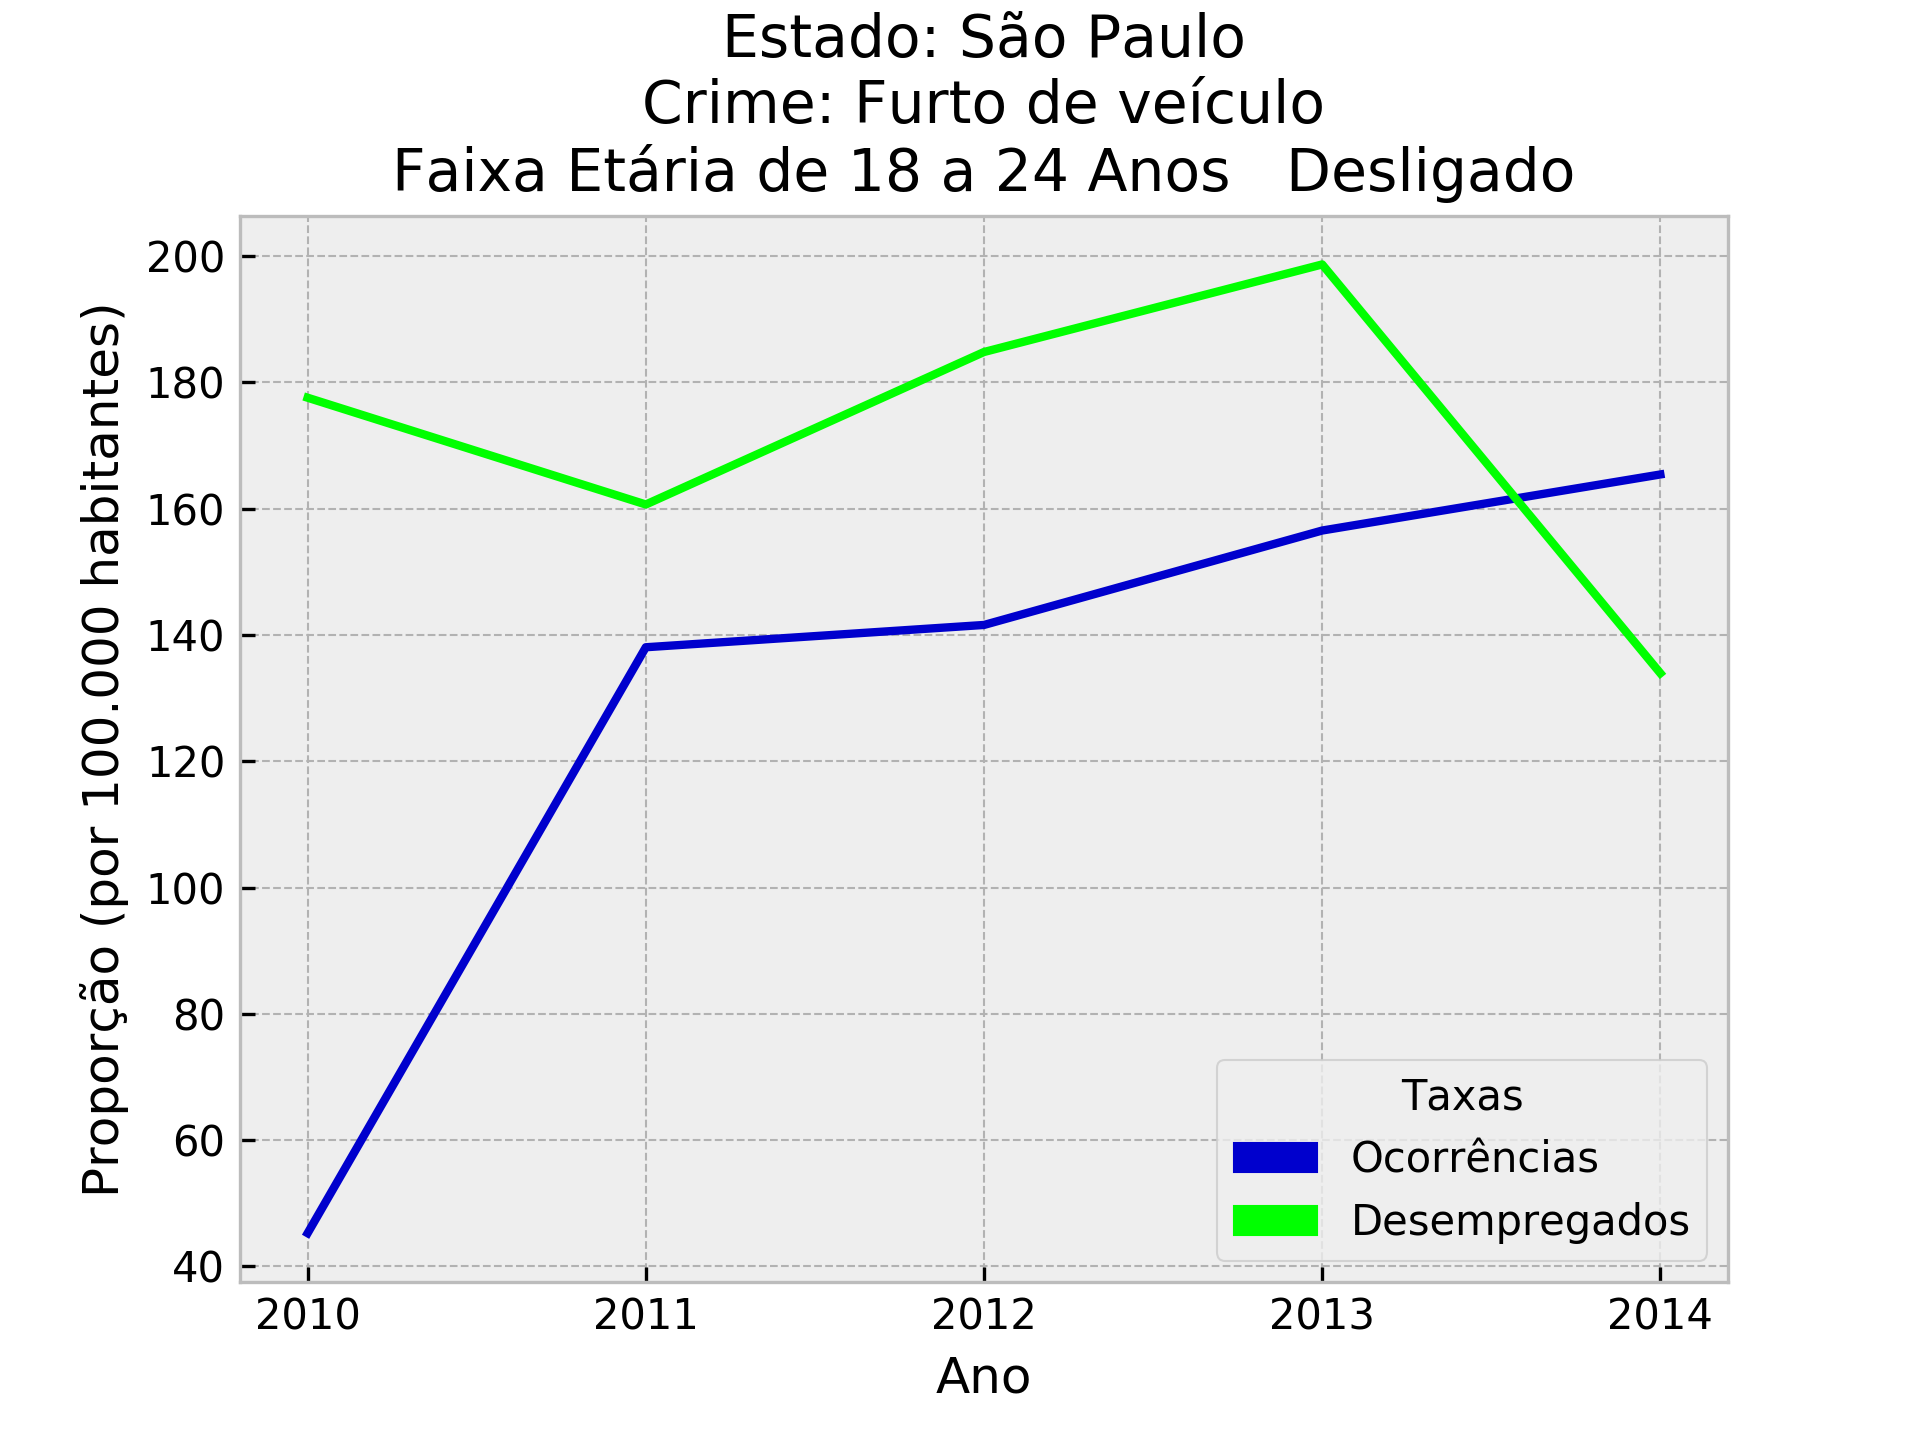 Estado: São Paulo
Crime: Furto de veículo
Faixa Etária de 18 a 24 Anos   Desligado
Proporção (por 100.000 habitantes)
200
180
160
140
120
100
80
60
40
Taxas
Ocorrências
Desempregados
2010 2011 2012 2013 2014
Ano